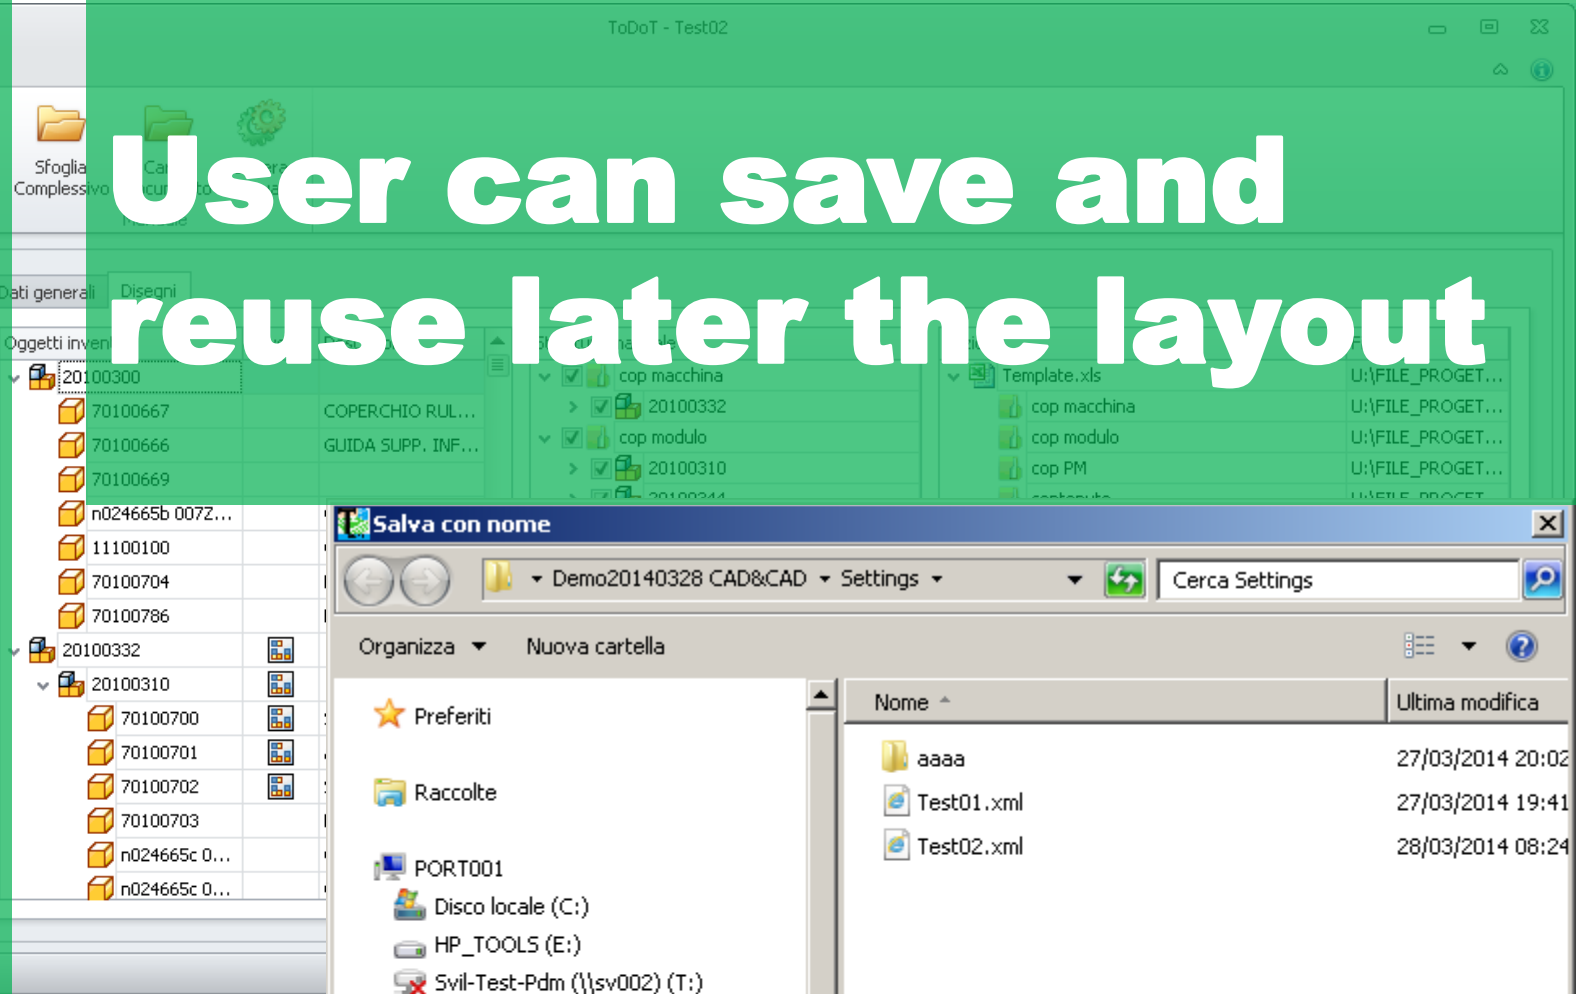 ToDoT - Test02
Sfoglia
Complessivo
User can save and
reuse later the layout
Dati generali Disegni
Oggetti
20100300
70100667 COPERCHIO RUL...
70100666 GUIDA SUPP. INF...
70100669
n024665b 007Z...
11100100
70100704
70100786
20100332
20100310
70100700
70100701
70100702
70100703
n024665c 0...
n024665c 0...
cop macchina
20100332
cop modulo
20100310
20100344
Template.xls U:\FILE_PROGET...
cop macchina U:\FILE_PROGET...
cop modulo U:\FILE_PROGET...
cop PM U:\FILE_PROGET...
contenuto U:\FILE_PROGET...
Salva con nome
Demo20140328 CAD&CAD Settings
Cerca Settings
Organizza Nuova cartella
Preferiti
Raccolte
PORT001
Disco locale (C:)
HP_TOOLS (E:)
Svil-Test-Pdm (\\sv002) (T:)
Nome Ultima modifica
aaaa 27/03/2014 20:02
Test01.xml 27/03/2014 19:41
Test02.xml 28/03/2014 08:24